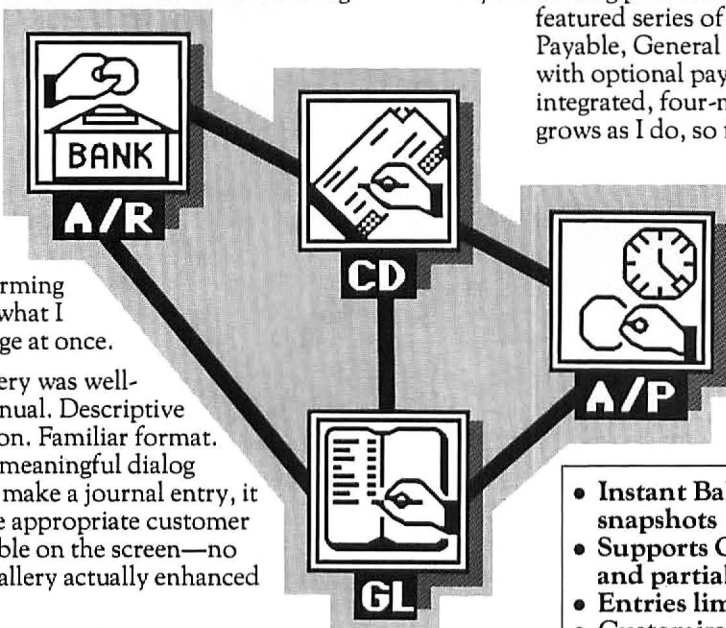 featured series of
Payable, General
with optional pay
integrated, four-
grows as I do, so
BANK
A/R
CD
A/P
GL
rming
what I
ge at once.
ery was well-
nual. Descriptive
on. Familiar format.
meaningful dialog
make a journal entry, it
e appropriate customer
ble on the screen—no
allery actually enhanced
• Instant Ba
snapshots
• Supports
and partial
• Entries lim